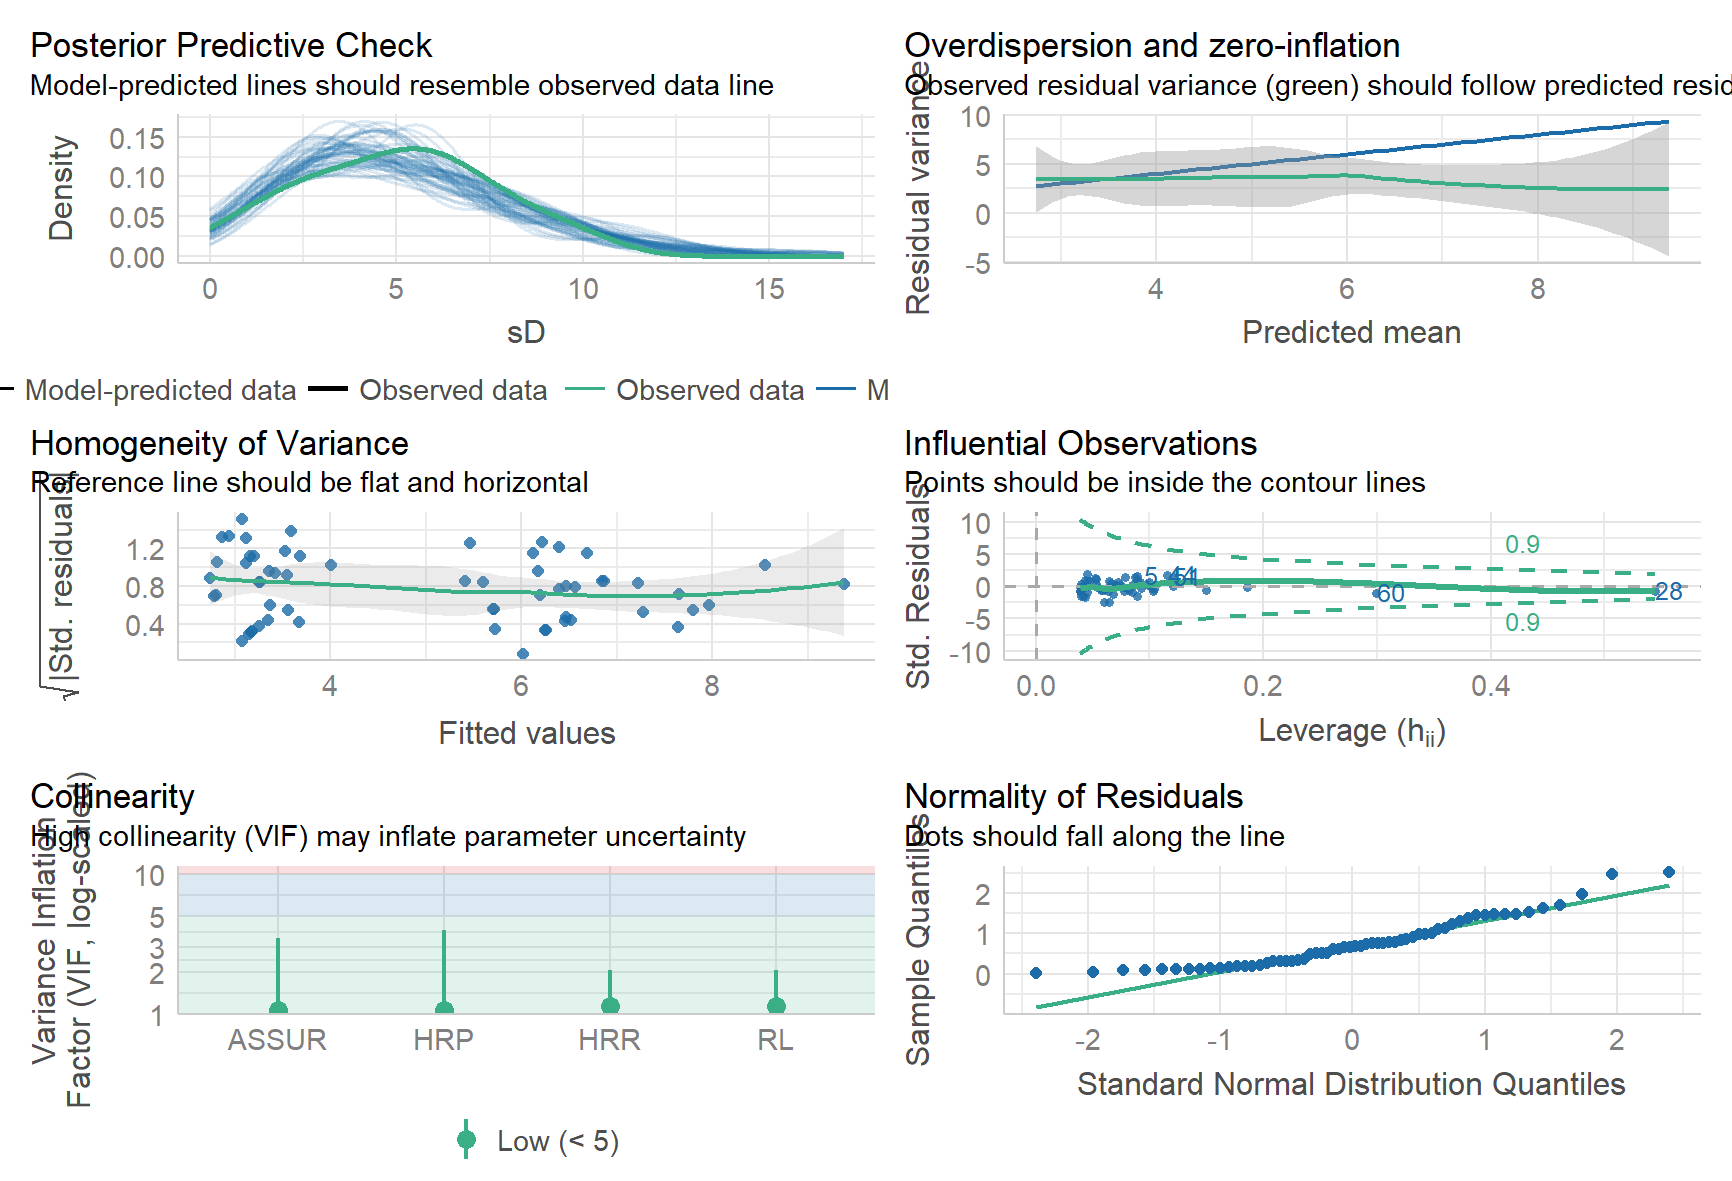 Posterior Predictive Check
Model-predicted lines should resemble observed data line
Density
0.15
0.10
0.05
0.00
0
5
10
15
sD
Model-predicted data
Observed data
Observed data
M
Overdispersion and zero-inflation
Observed residual variance (green) should follow predicted resid
Residual variance
10
5
0
-5
4
6
8
Predicted mean
Homogeneity of Variance
Reference line should be flat and horizontal
√|Std. residuals|
1.2
0.8
0.4
4
6
8
Fitted values
Influential Observations
Points should be inside the contour lines
Std. Residuals
10
5
0
-5
-10
0.9
0.9
5
60
28
0.0
0.2
0.4
Leverage (hii)
Collinearity
High collinearity (VIF) may inflate parameter uncertainty
Variance Inflation
Factor (VIF, log-scaled)
10
5
3
2
1
ASSUR
HRP
HRR
RL
Low (< 5)
Normality of Residuals
Dots should fall along the line
Sample Quantiles
2
1
0
-2
-1
0
1
2
Standard Normal Distribution Quantiles